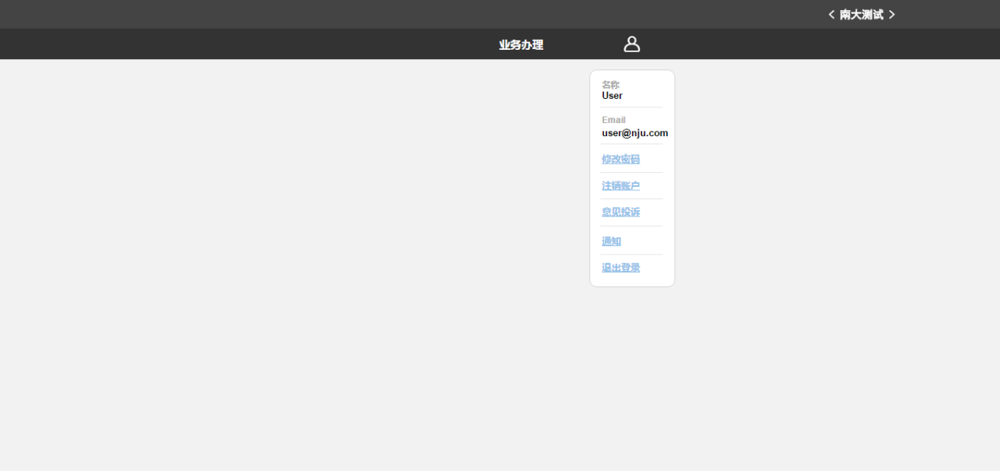 南大测试
业务办理
名称
User
Email
user@nju.com
修改密码
注销账户
意见投诉
通知
退出登录